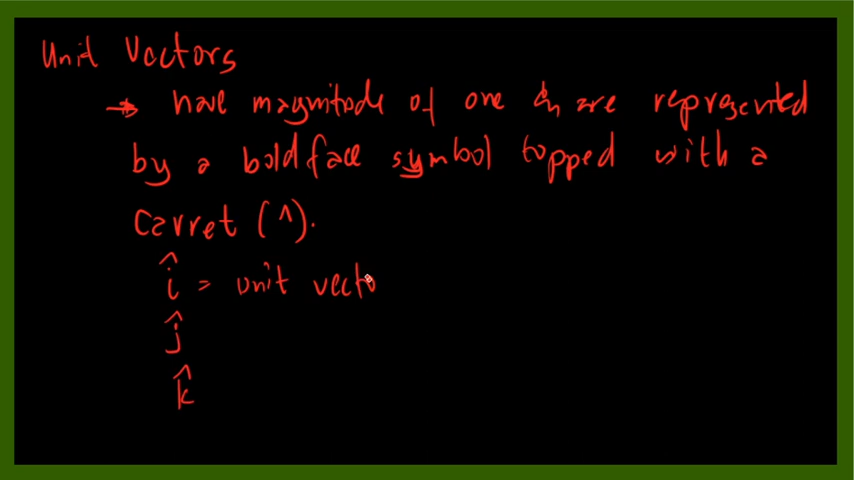 Unit Vectors
→ have magnitude of one & are represented
by a boldface symbol topped with a
Carret (^).
î = unit vecto
ĵ
k̂